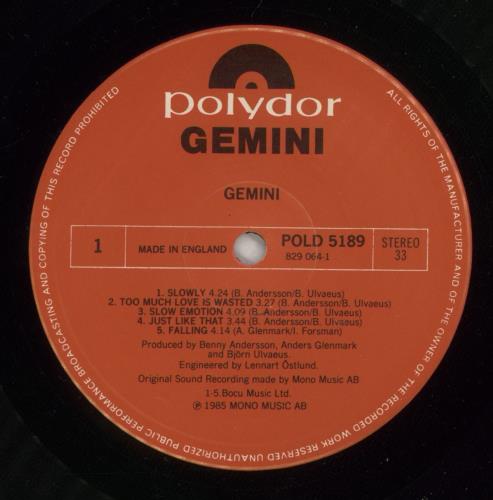 polydor
GEMINI
GEMINI
1
MADE IN ENGLAND
POLD 5189
829 064-1
STEREO
33
1. SLOWLY 4.24 (B. Andersson/B. Ulvaeus)
2. TOO MUCH LOVE IS WASTED 3.27 (B. Andersson/B. Ulvaeus)
3. SLOW EMOTION 4.09 (B. Andersson/B. Ulvaeus)
4. JUST LIKE THAT 3.44 (B. Andersson/B. Ulvaeus)
5. FALLING 4.14 (A. Glenmark/I. Forsman)
Produced by Benny Andersson, Anders Glenmark
and Björn Ulvaeus.
Engineered by Lennart Östlund.
Original Sound Recording made by Mono Music AB
1-5.Bocu Music Ltd.
℗ 1985 MONO MUSIC AB
ALL RIGHTS OF THE MANUFACTURER AND OF THE OWNER OF THE RECORDED WORK RESERVED UNAUTHORIZED PUBLIC PERFORMANCE BROADCASTING AND COPYING OF THIS RECORD PROHIBITED